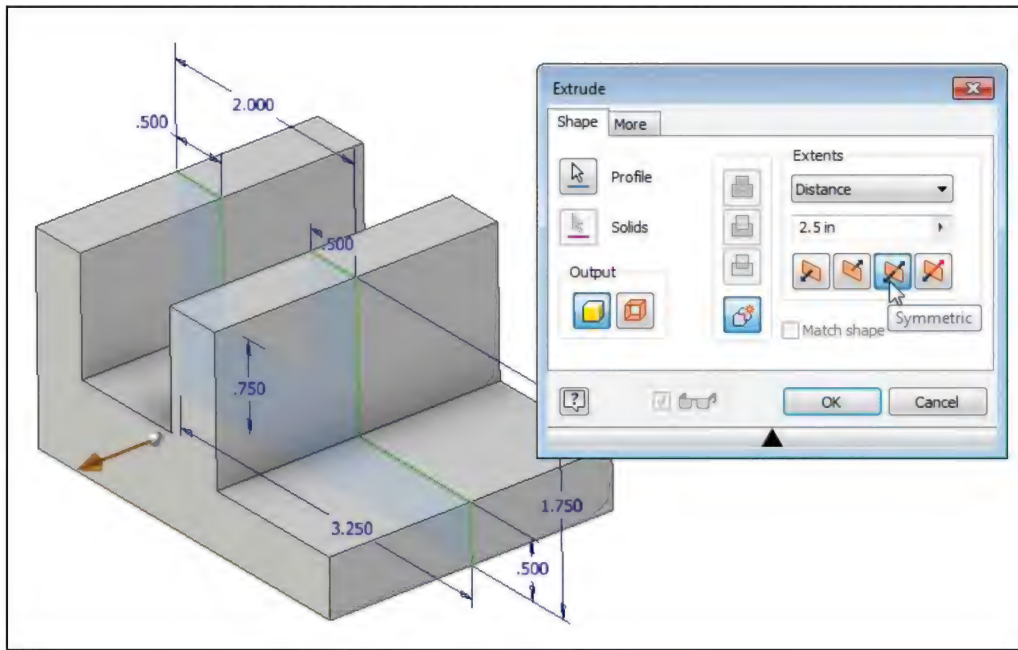 2.000
.500
.500
.750
3.250
1.750
.500
Extrude
Shape More
Profile
Solids
Output
Extents
Distance
2.5 in
Symmetric
Match shape
OK
Cancel